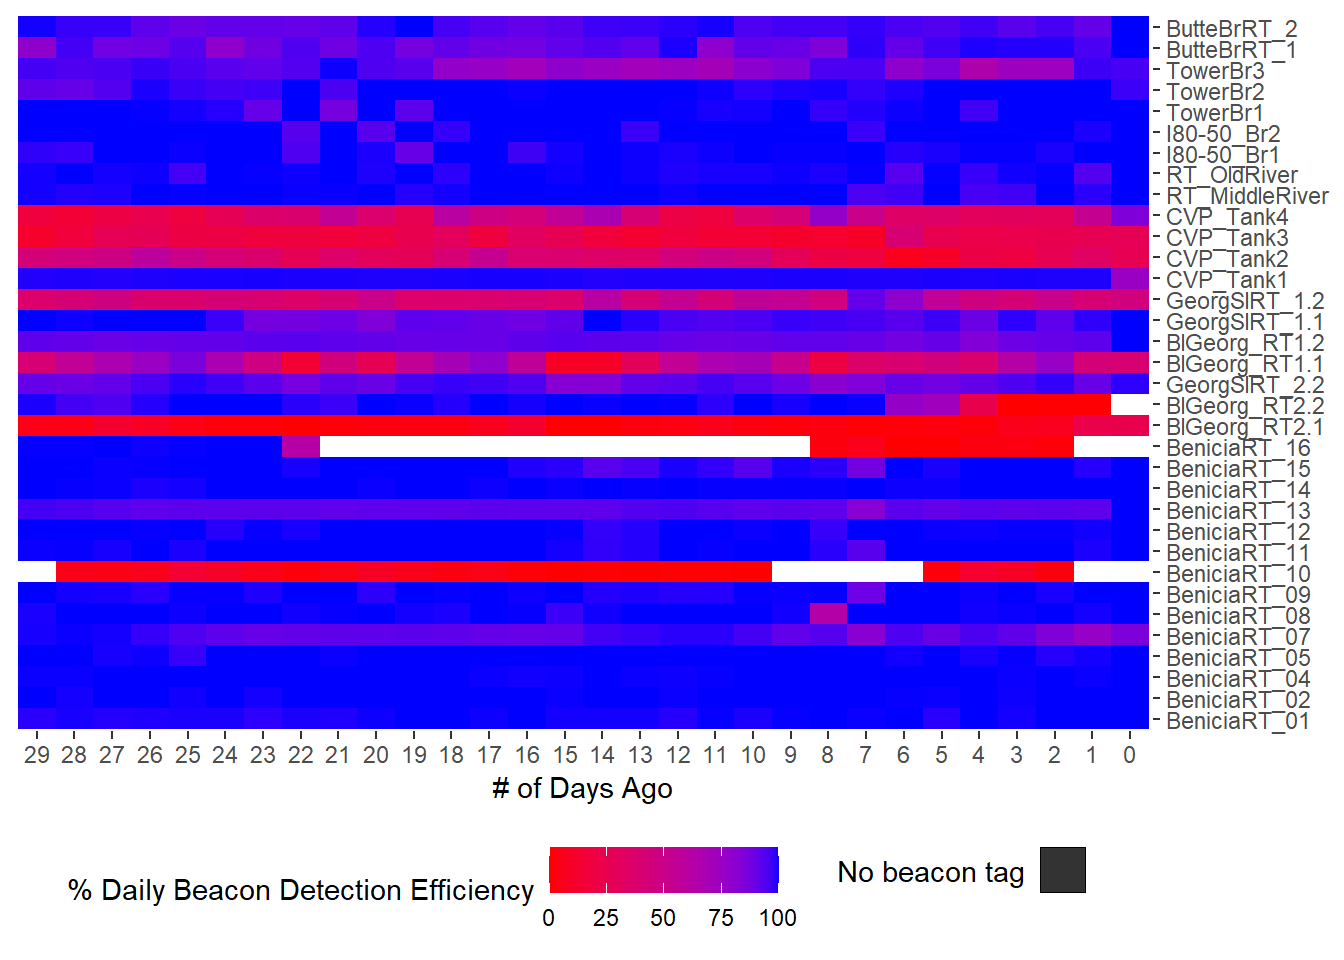 ButteBrRT_2
ButteBrRT_1
TowerBr3
TowerBr2
TowerBr1
I80-50_Br2
I80-50_Br1
RT_OldRiver
RT_MiddleRiver
CVP_Tank4
CVP_Tank3
CVP_Tank2
CVP_Tank1
GeorgSlRT_1.2
GeorgSlRT_1.1
BlGeorg_RT1.2
BlGeorg_RT1.1
GeorgSlRT_2.2
BlGeorg_RT2.2
BlGeorg_RT2.1
BeniciaRT_16
BeniciaRT_15
BeniciaRT_14
BeniciaRT_13
BeniciaRT_12
BeniciaRT_11
BeniciaRT_10
BeniciaRT_09
BeniciaRT_08
BeniciaRT_07
BeniciaRT_05
BeniciaRT_04
BeniciaRT_02
BeniciaRT_01
29 28 27 26 25 24 23 22 21 20 19 18 17 16 15 14 13 12 11 10 9 8 7 6 5 4 3 2 1 0
# of Days Ago
% Daily Beacon Detection Efficiency
0 25 50 75 100
No beacon tag